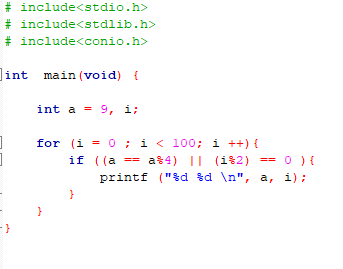 # include<stdio.h>
# include<stdlib.h>
# include<conio.h>
int  main(void) {
int a = 9, i;
for (i = 0 ; i < 100; i ++){
if ((a == a%4) || (i%2) == 0 ){
printf ("%d %d \n", a, i);
}
}
}